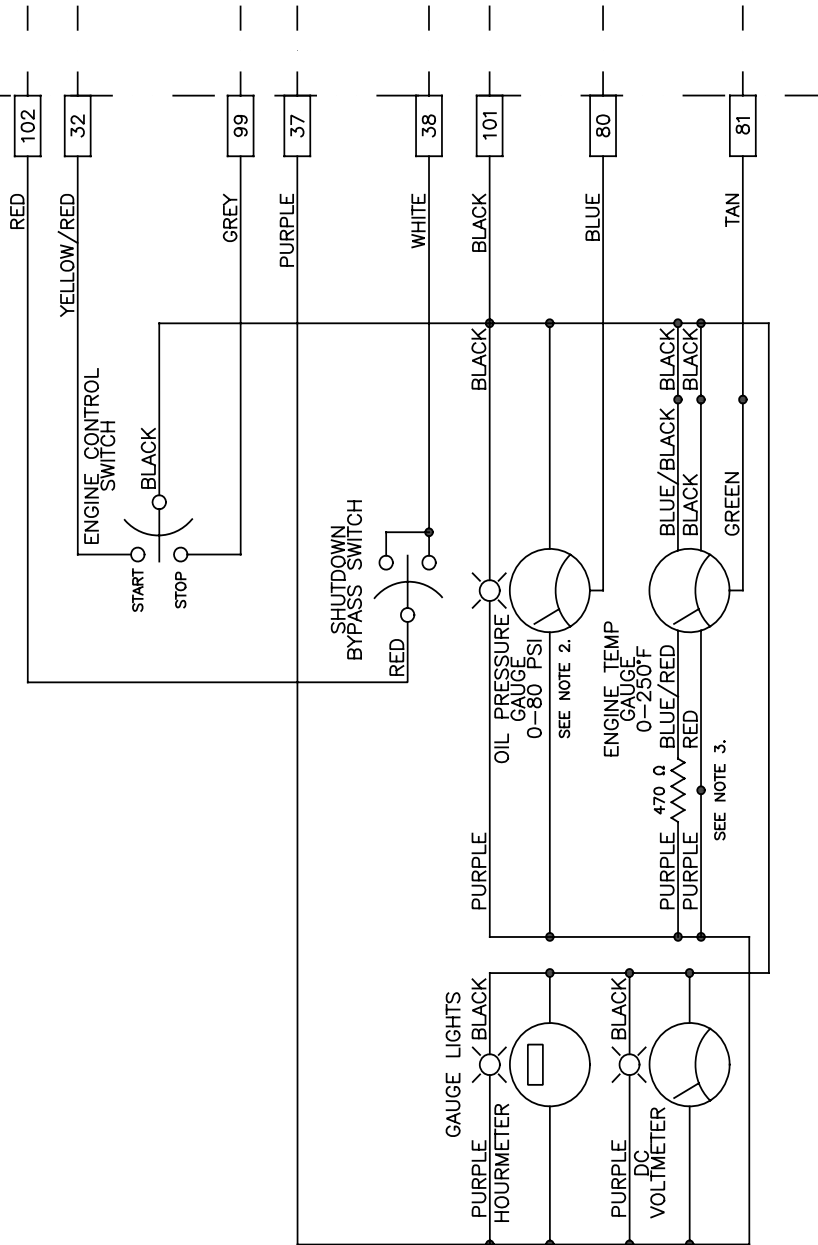 102
32
99
37
38
101
80
81
RED
YELLOW/RED
GREY
PURPLE
WHITE
BLACK
BLUE
TAN
ENGINE CONTROL
SWITCH
BLACK
START
STOP
SHUTDOWN
BYPASS SWITCH
RED
BLACK
BLACK
BLACK
BLUE/BLACK
BLACK
GREEN
OIL PRESSURE
GAUGE
0-80 PSI
SEE NOTE 2.
ENGINE TEMP
GAUGE
0-250°F
BLUE/RED
RED
470 Ω
SEE NOTE 3.
PURPLE
PURPLE
PURPLE
GAUGE LIGHTS
BLACK
BLACK
PURPLE
HOURMETER
PURPLE
DC
VOLTMETER